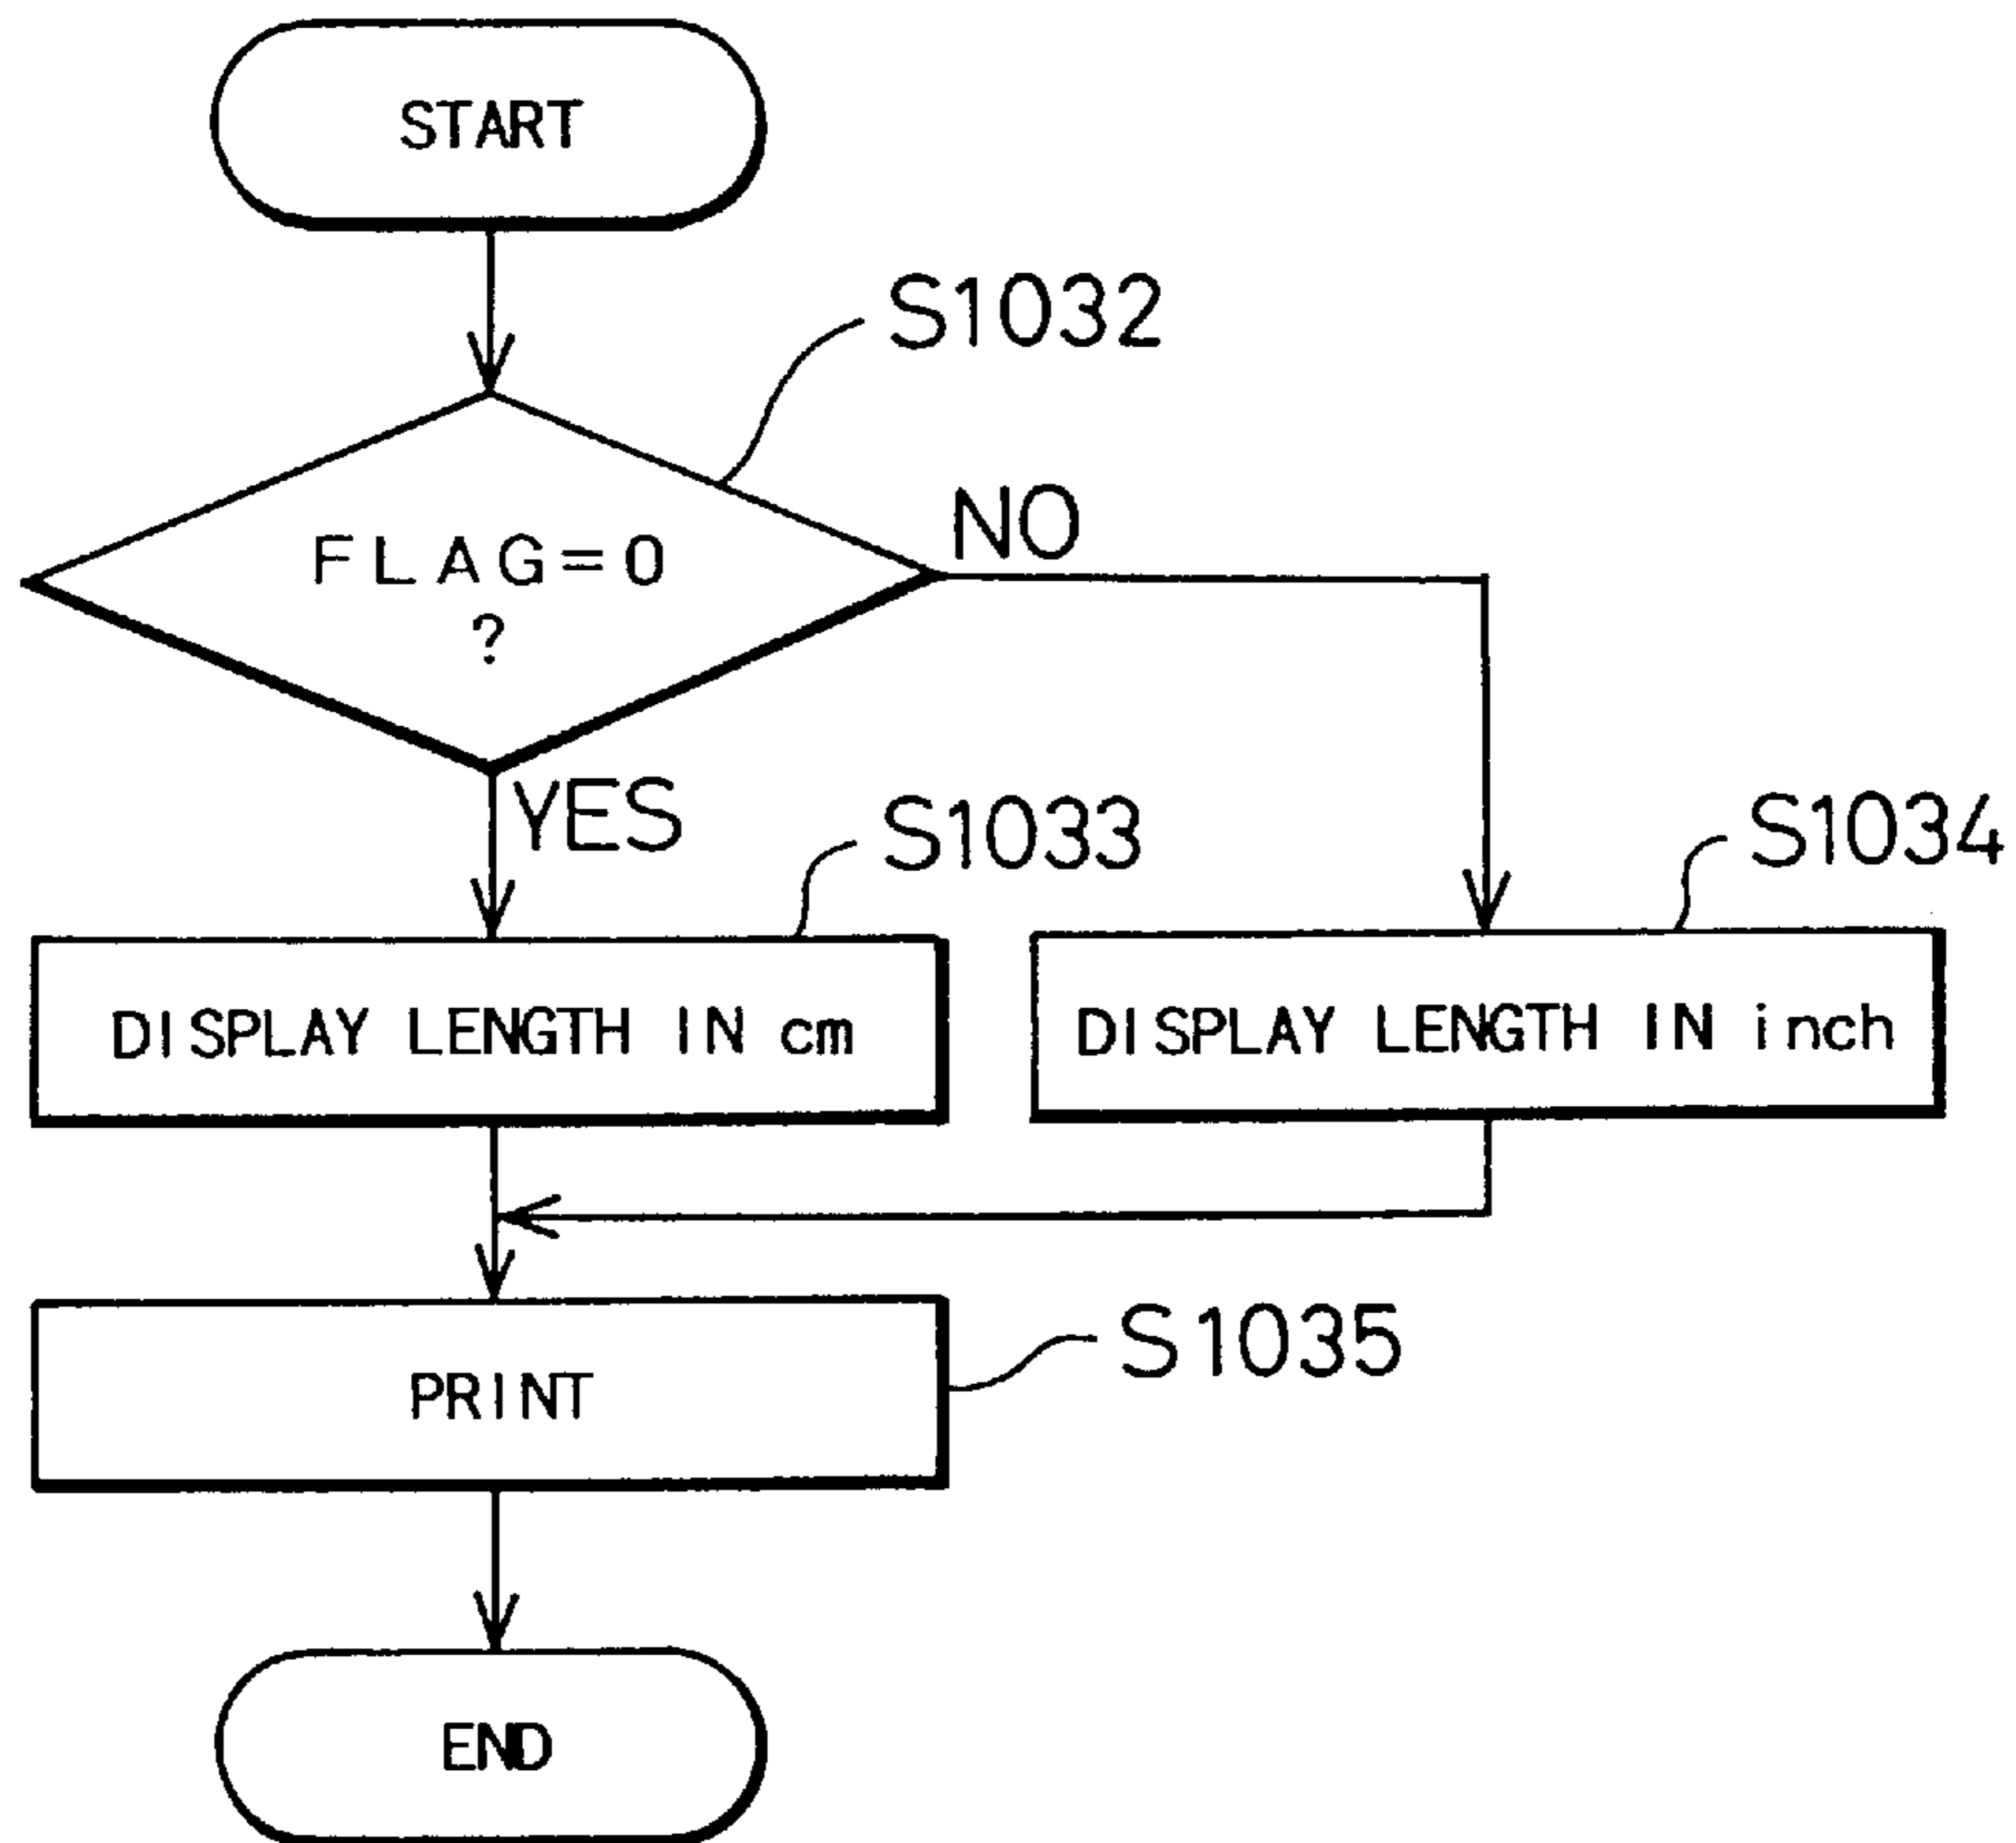 START
S1032
FLAG=0
?
NO
YES
S1033
S1034
DISPLAY LENGTH IN cm
DISPLAY LENGTH IN inch
PRINT
S1035
END